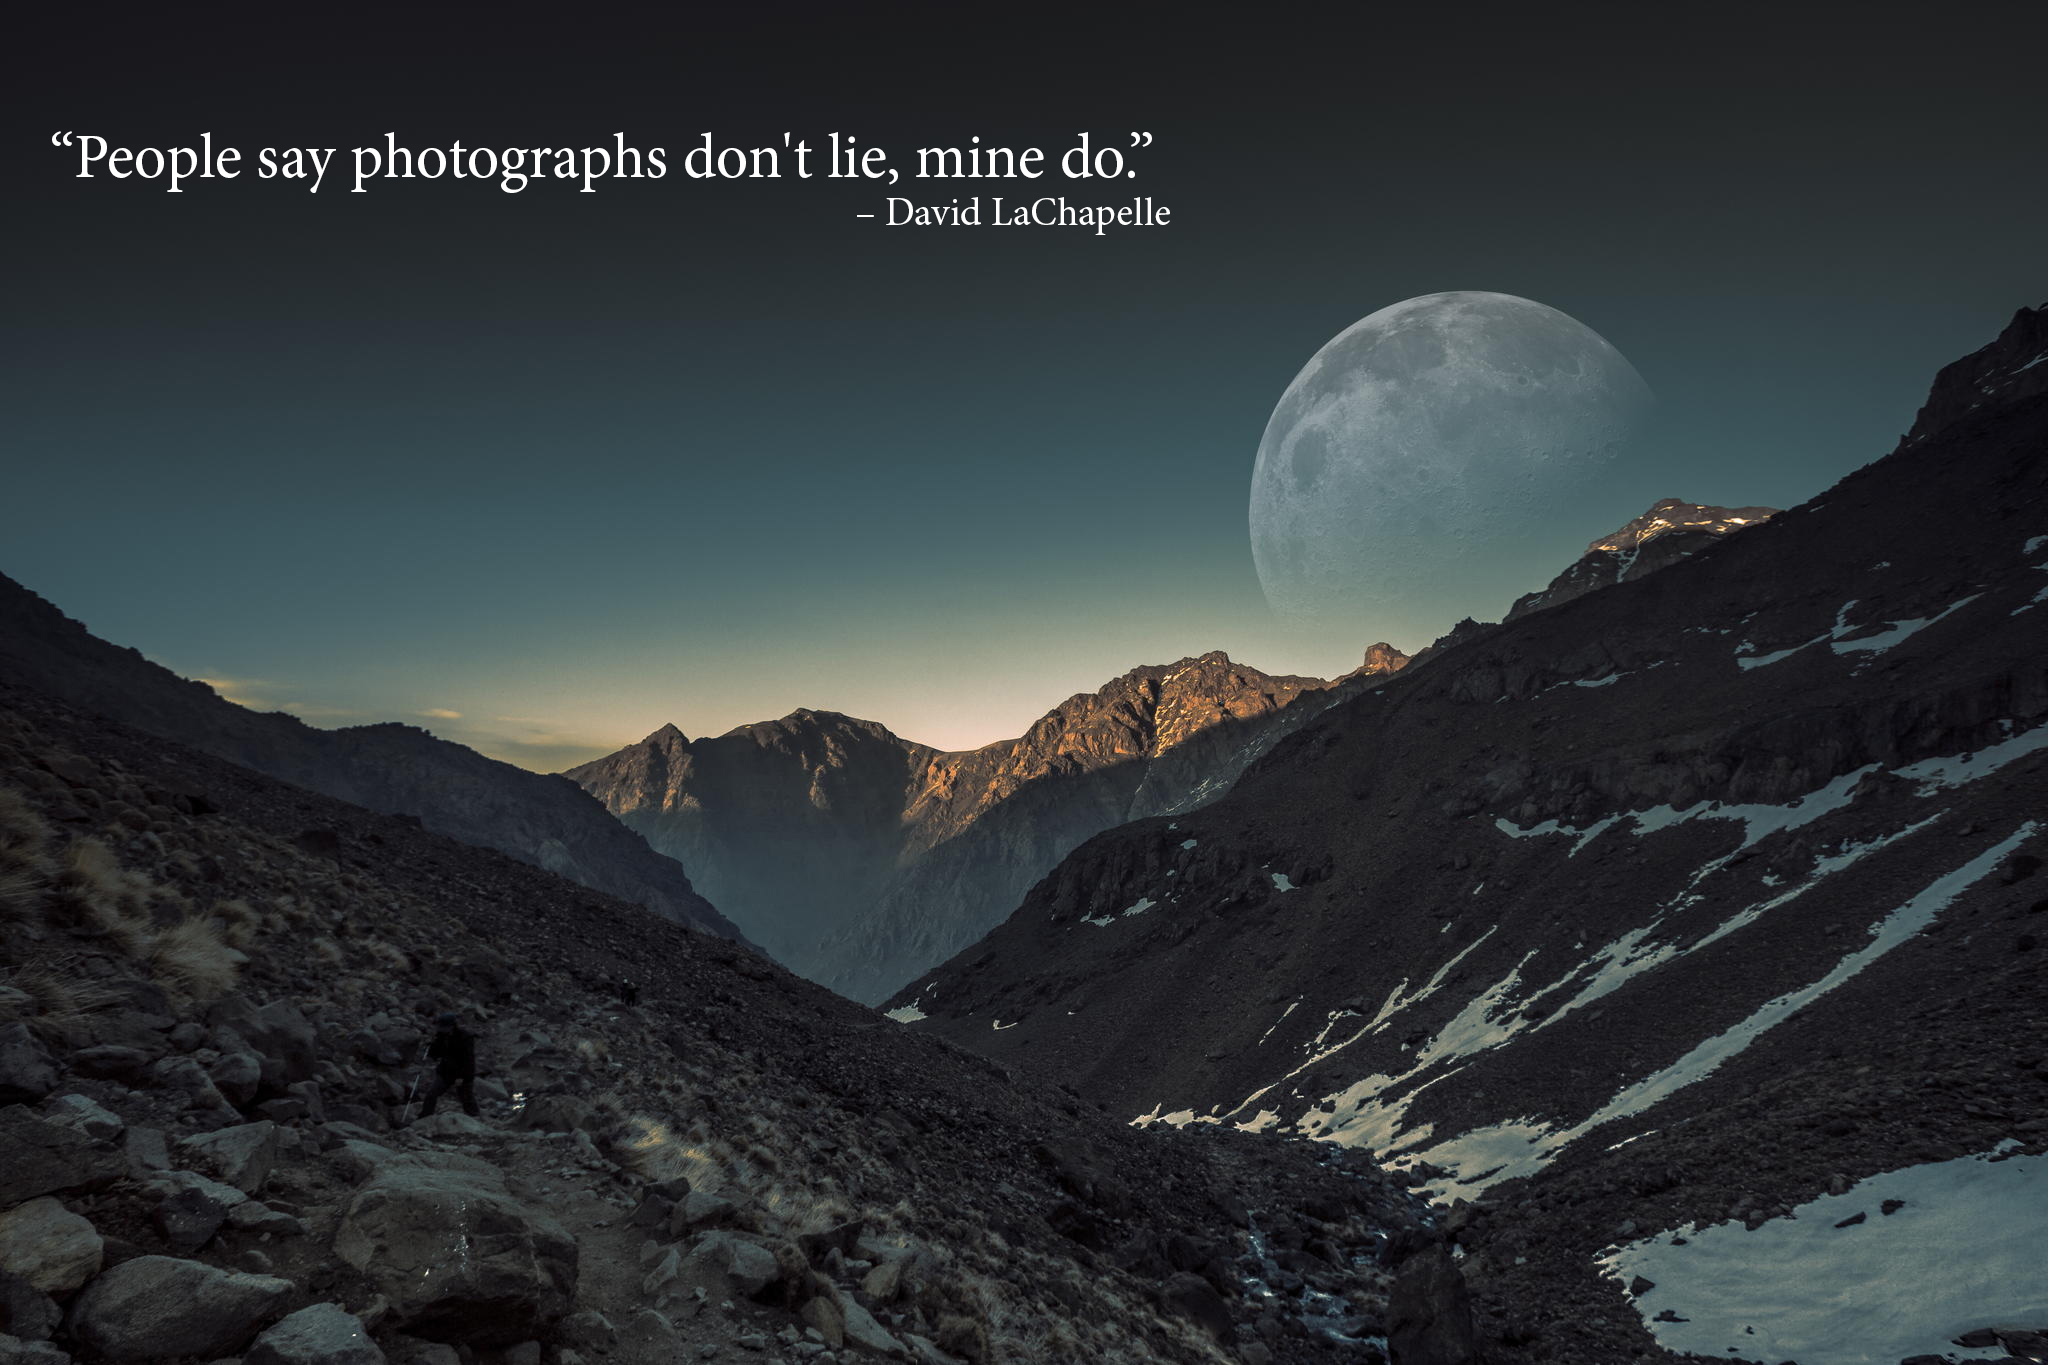 “People say photographs don't lie, mine do.”
– David LaChapelle